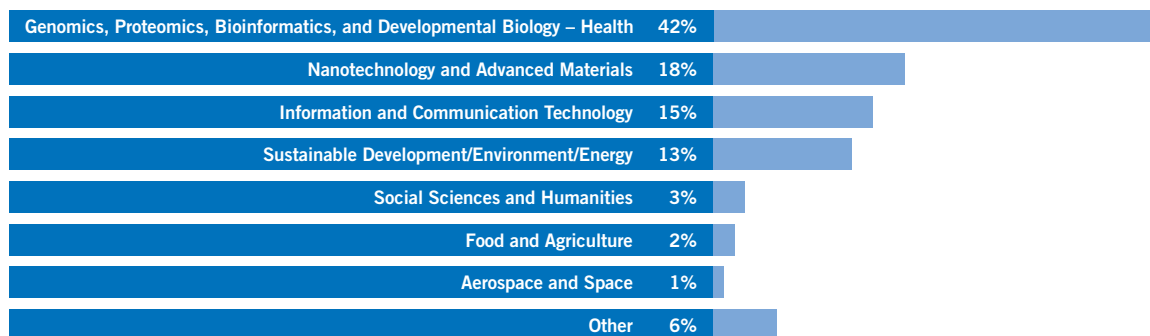 Genomics, Proteomics, Bioinformatics, and Developmental Biology – Health 42%
Nanotechnology and Advanced Materials 18%
Information and Communication Technology 15%
Sustainable Development/Environment/Energy 13%
Social Sciences and Humanities 3%
Food and Agriculture 2%
Aerospace and Space 1%
Other 6%